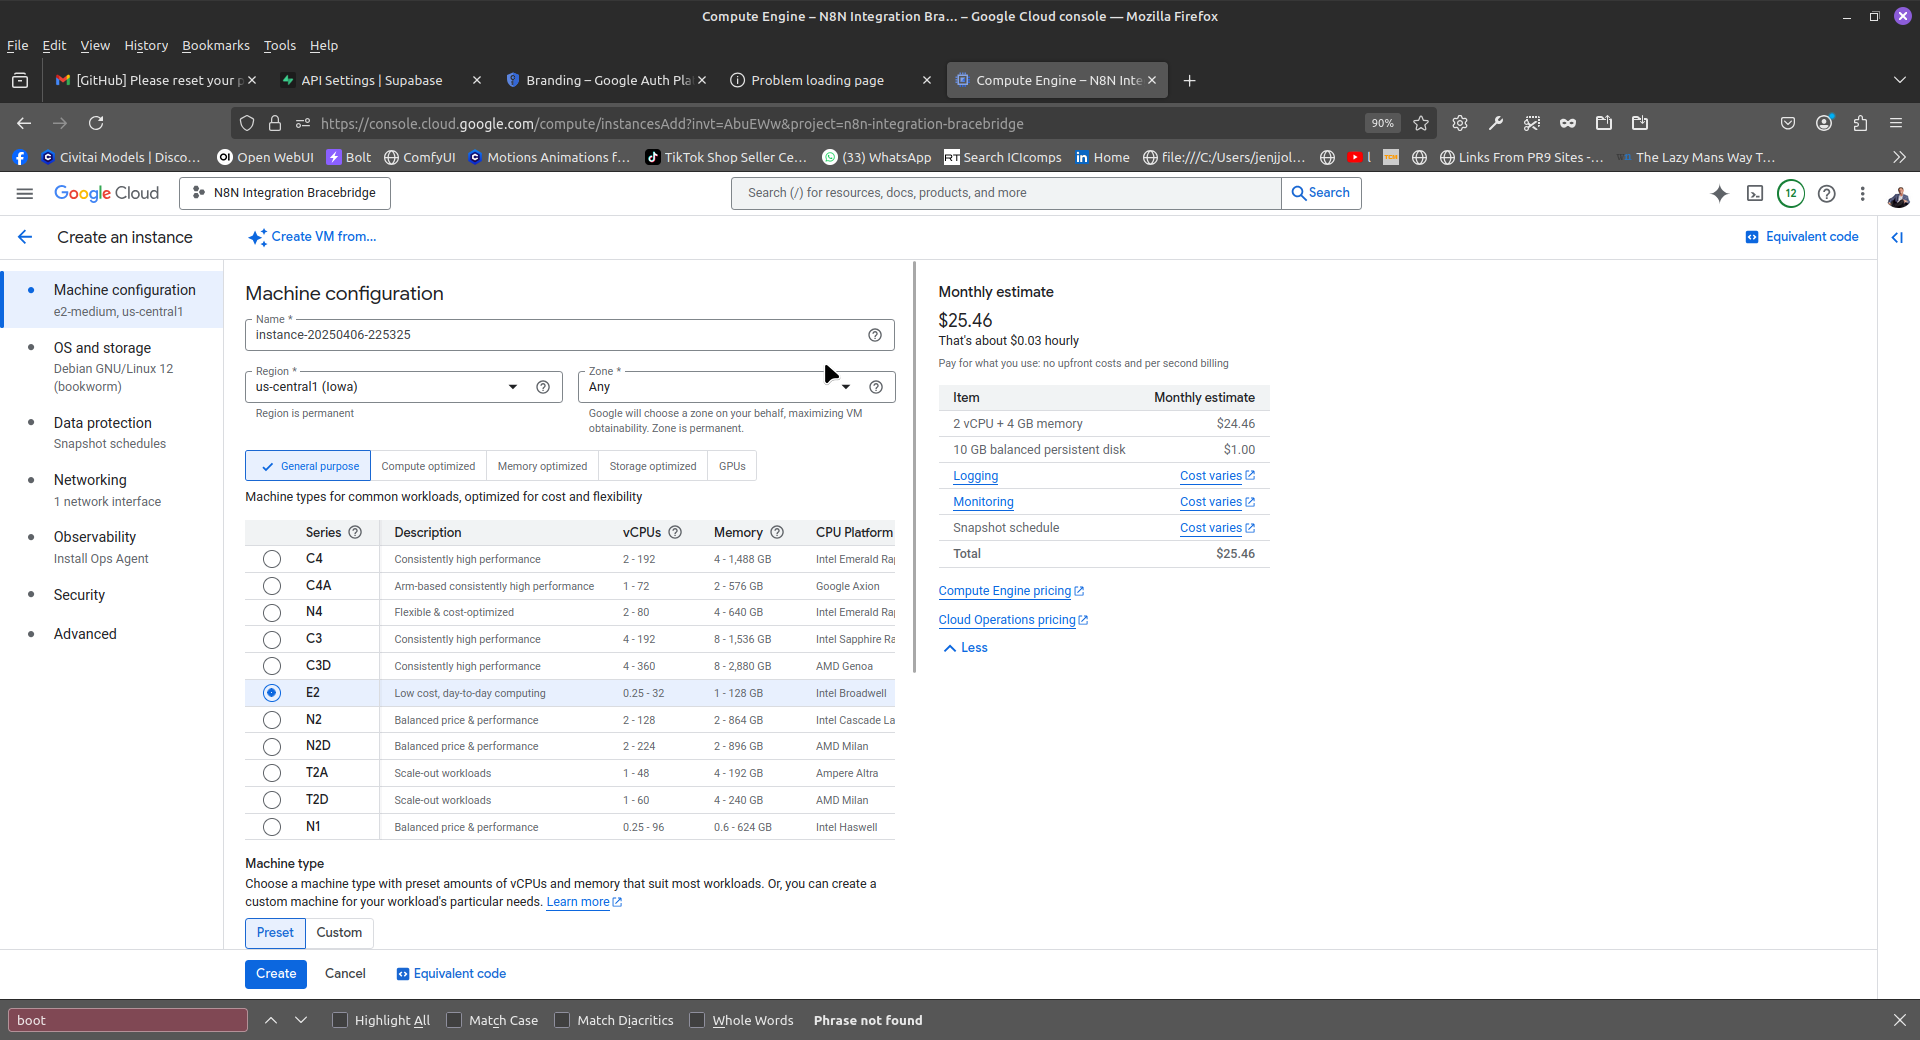 Compute Engine – N8N Integration Bra… – Google Cloud console — Mozilla Firefox
File Edit View History Bookmarks Tools Help
[GitHub] Please reset your p
API Settings | Supabase
Branding – Google Auth Pla
Problem loading page
Compute Engine – N8N Inte
https://console.cloud.google.com/compute/instancesAdd?invt=AbuEWw&project=n8n-integration-bracebridge
90%
Civitai Models | Disco…
Open WebUI
Bolt
ComfyUI
Motions Animations f…
TikTok Shop Seller Ce…
(33) WhatsApp
RT Search ICIcomps
Home
file:///C:/Users/jenjjol…
l
Links From PR9 Sites -…
The Lazy Mans Way T…
Google Cloud
N8N Integration Bracebridge
Search (/) for resources, docs, products, and more
Search
12
Create an instance
Create VM from...
Equivalent code
Machine configuration
e2-medium, us-central1
OS and storage
Debian GNU/Linux 12
(bookworm)
Data protection
Snapshot schedules
Networking
1 network interface
Observability
Install Ops Agent
Security
Advanced
Machine configuration
Name *
instance-20250406-225325
Region *
us-central1 (Iowa)
Region is permanent
Zone *
Any
Google will choose a zone on your behalf, maximizing VM
obtainability. Zone is permanent.
General purpose
Compute optimized
Memory optimized
Storage optimized
GPUs
Machine types for common workloads, optimized for cost and flexibility
Series Description vCPUs Memory CPU Platform
C4 Consistently high performance 2 - 192 4 - 1,488 GB Intel Emerald Ra
C4A Arm-based consistently high performance 1 - 72 2 - 576 GB Google Axion
N4 Flexible & cost-optimized 2 - 80 4 - 640 GB Intel Emerald Ra
C3 Consistently high performance 4 - 192 8 - 1,536 GB Intel Sapphire Ra
C3D Consistently high performance 4 - 360 8 - 2,880 GB AMD Genoa
E2 Low cost, day-to-day computing 0.25 - 32 1 - 128 GB Intel Broadwell
N2 Balanced price & performance 2 - 128 2 - 864 GB Intel Cascade La
N2D Balanced price & performance 2 - 224 2 - 896 GB AMD Milan
T2A Scale-out workloads 1 - 48 4 - 192 GB Ampere Altra
T2D Scale-out workloads 1 - 60 4 - 240 GB AMD Milan
N1 Balanced price & performance 0.25 - 96 0.6 - 624 GB Intel Haswell
Machine type
Choose a machine type with preset amounts of vCPUs and memory that suit most workloads. Or, you can create a
custom machine for your workload's particular needs. Learn more
Preset
Custom
Create
Cancel
Equivalent code
Monthly estimate
$25.46
That's about $0.03 hourly
Pay for what you use: no upfront costs and per second billing
Item Monthly estimate
2 vCPU + 4 GB memory $24.46
10 GB balanced persistent disk $1.00
Logging Cost varies
Monitoring Cost varies
Snapshot schedule Cost varies
Total $25.46
Compute Engine pricing
Cloud Operations pricing
Less
boot
Highlight All
Match Case
Match Diacritics
Whole Words
Phrase not found